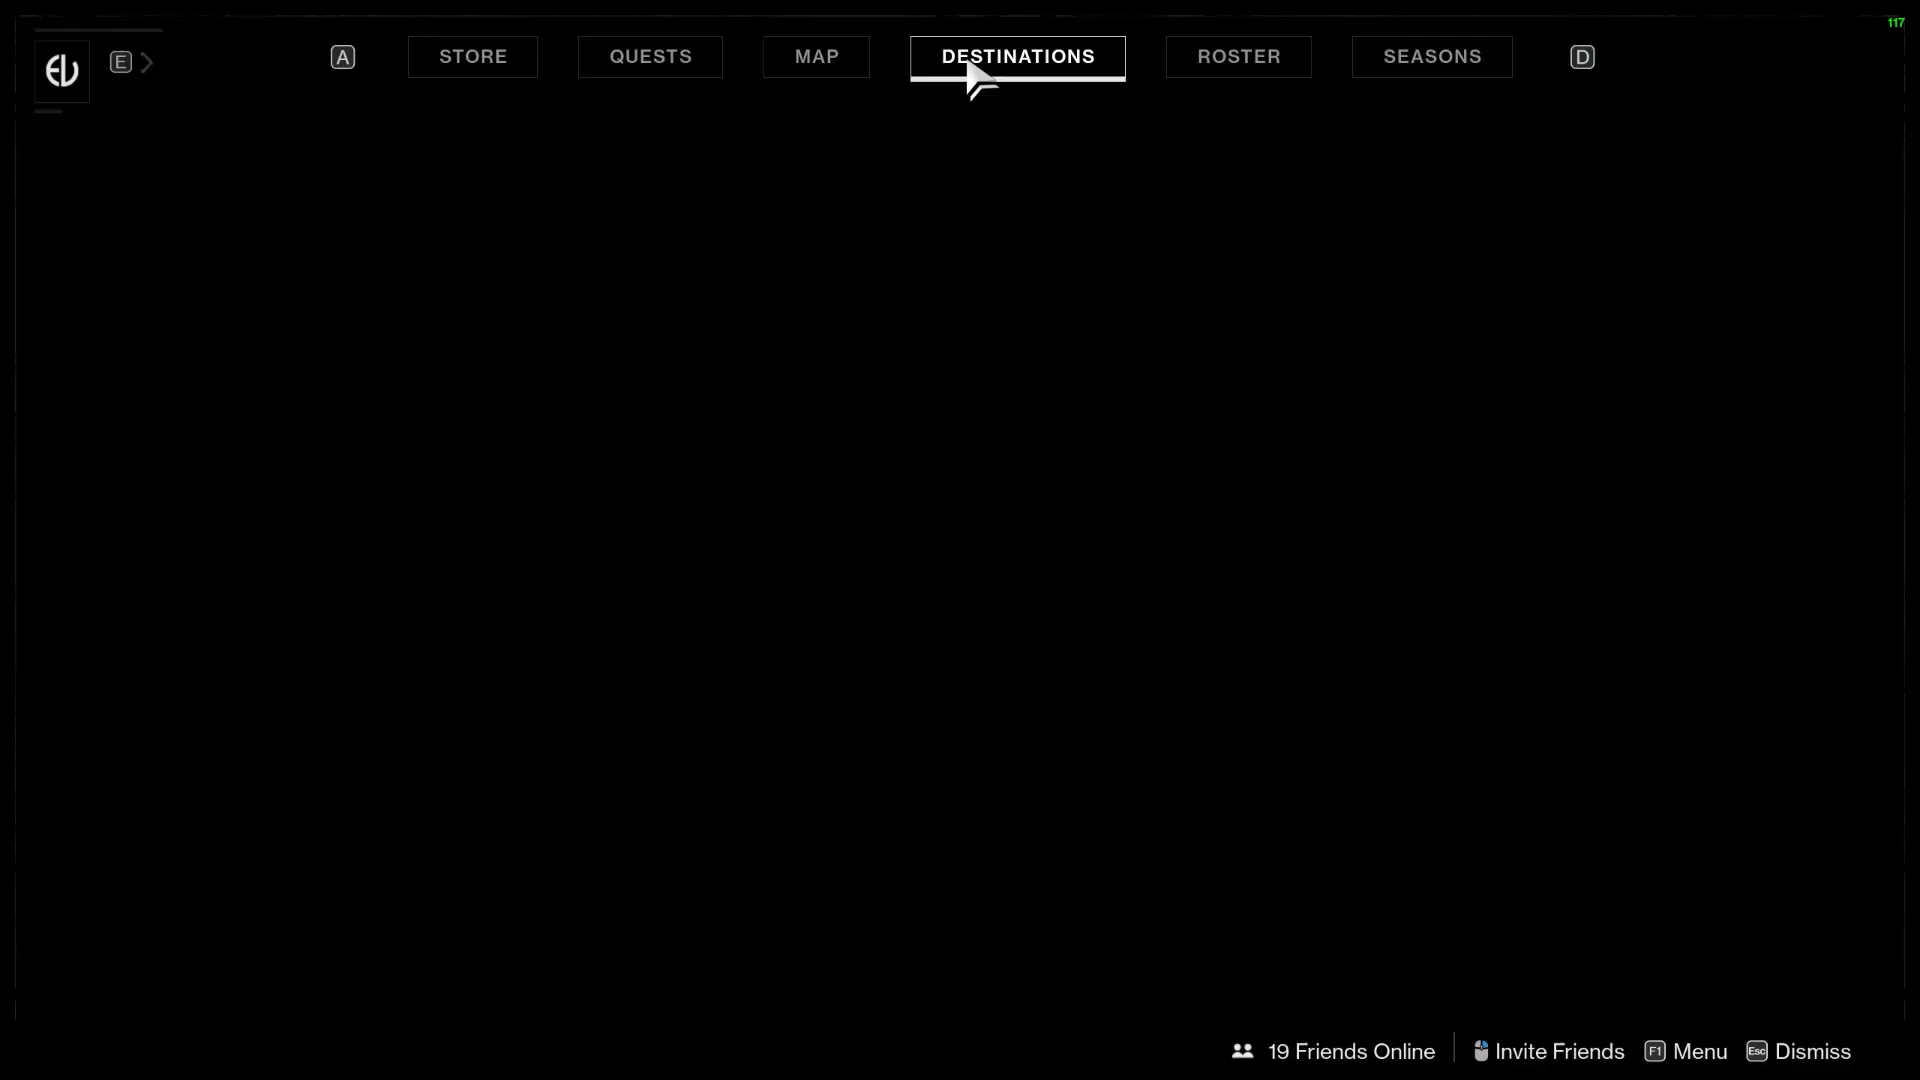 117
E
A
STORE
QUESTS
MAP
DESTINATIONS
ROSTER
SEASONS
D
19 Friends Online
Invite Friends
F1 Menu
Esc Dismiss